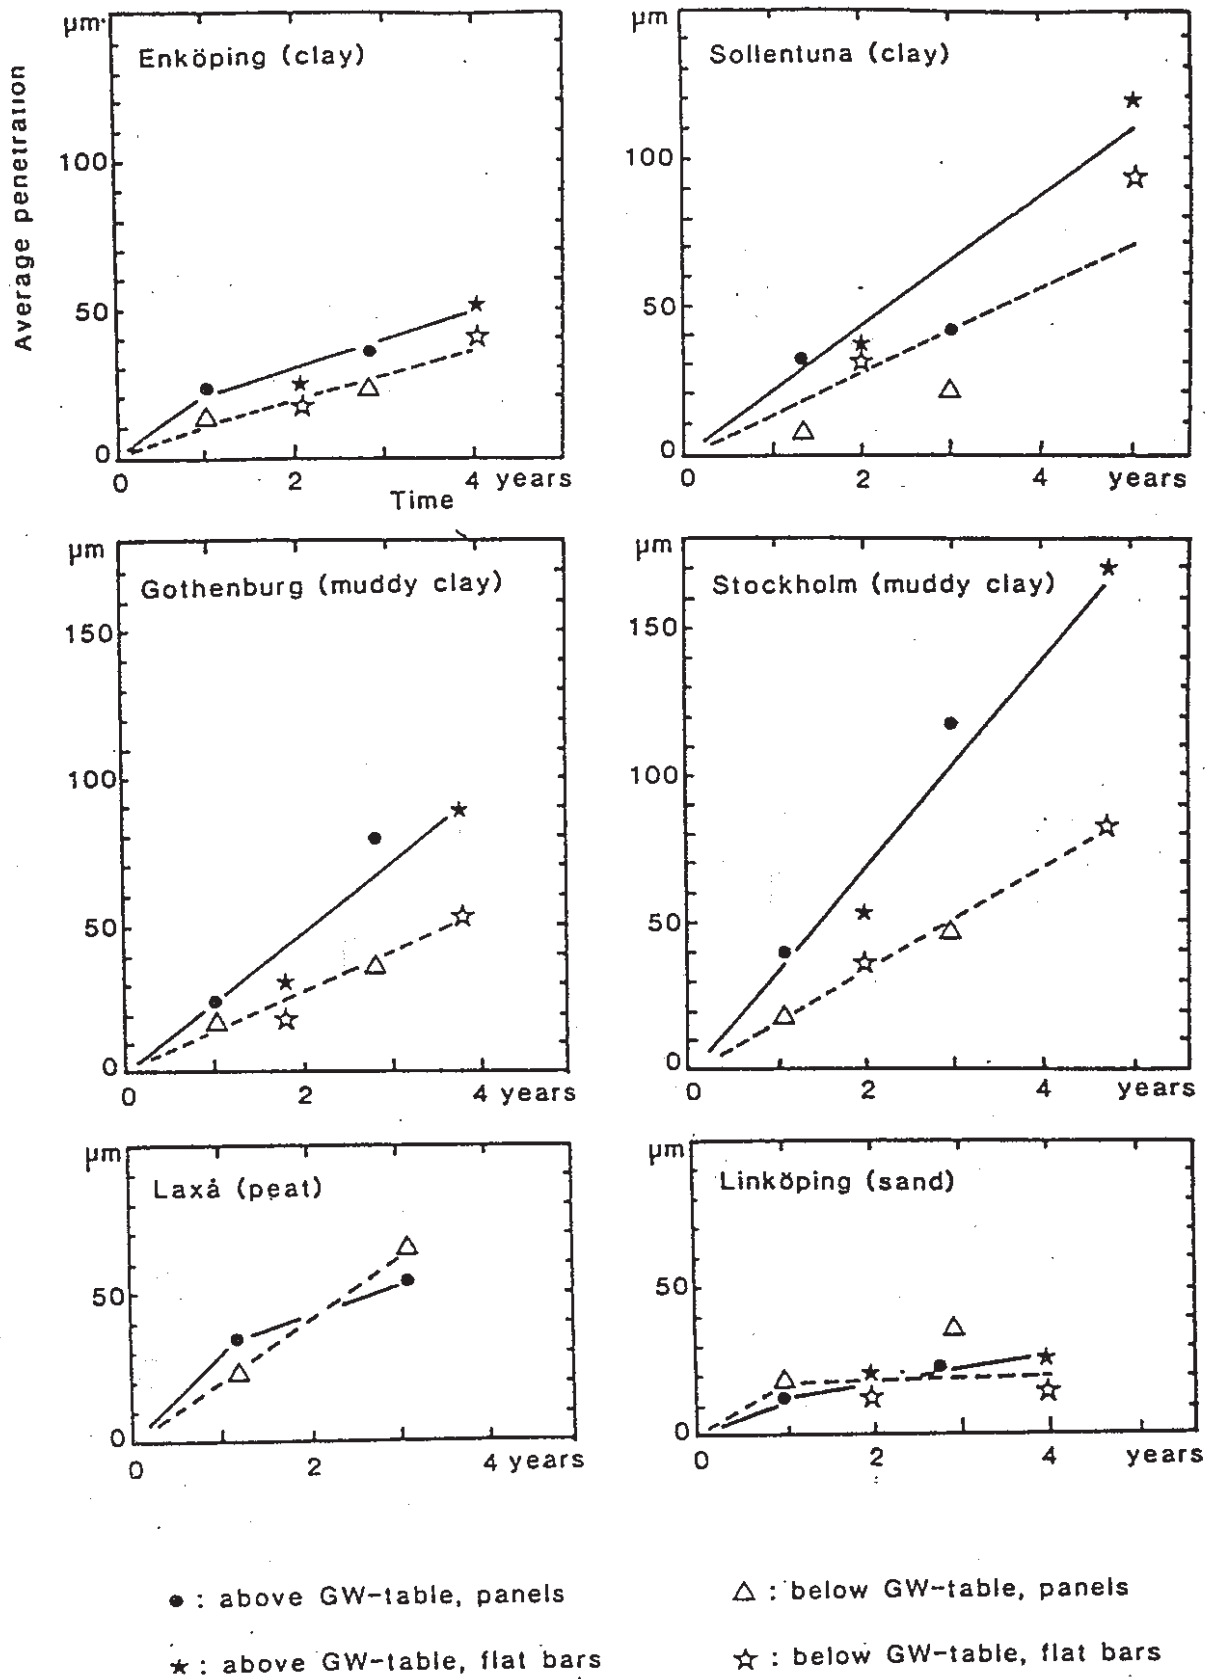 µm
Average penetration
Enköping (clay)
100
50
0
0 2 4 years
Time
µm
Sollentuna (clay)
100
50
0
0 2 4 years
µm
Gothenburg (muddy clay)
150
100
50
0
0 2 4 years
µm
Stockholm (muddy clay)
150
100
50
0
0 2 4 years
µm
Laxå (peat)
50
0
0 2 4 years
µm
Linköping (sand)
50
0
0 2 4 years
● : above GW-table, panels
△ : below GW-table, panels
★ : above GW-table, flat bars
☆ : below GW-table, flat bars